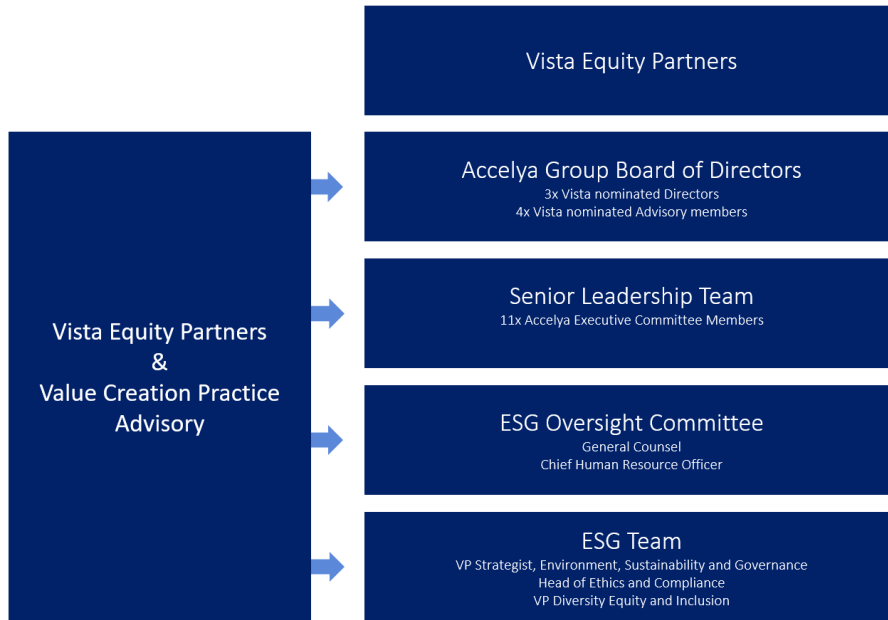 Vista Equity Partners
&
Value Creation Practice
Advisory
Vista Equity Partners
Accelya Group Board of Directors
3x Vista nominated Directors
4x Vista nominated Advisory members
Senior Leadership Team
11x Accelya Executive Committee Members
ESG Oversight Committee
General Counsel
Chief Human Resource Officer
ESG Team
VP Strategist, Environment, Sustainability and Governance
Head of Ethics and Compliance
VP Diversity Equity and Inclusion